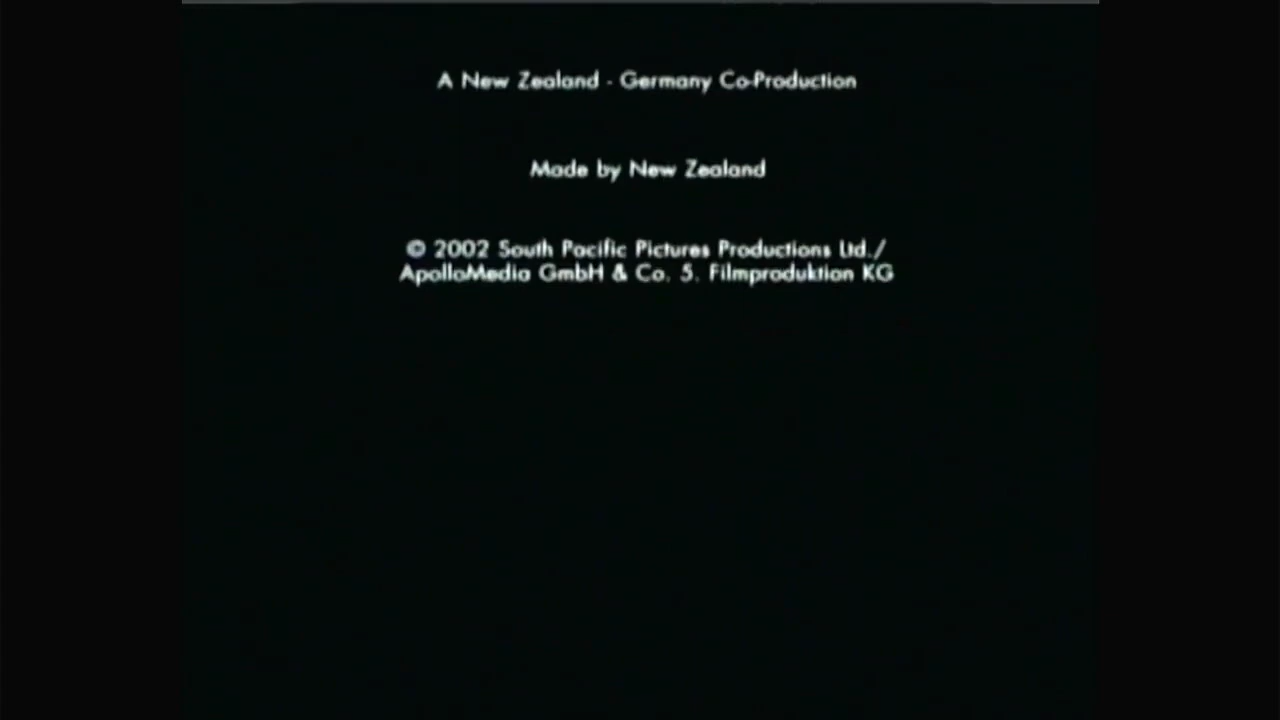 A New Zealand - Germany Co-Production
Made by New Zealand
© 2002 South Pacific Pictures Productions Ltd./
ApolloMedia GmbH & Co. 5. Filmproduktion KG